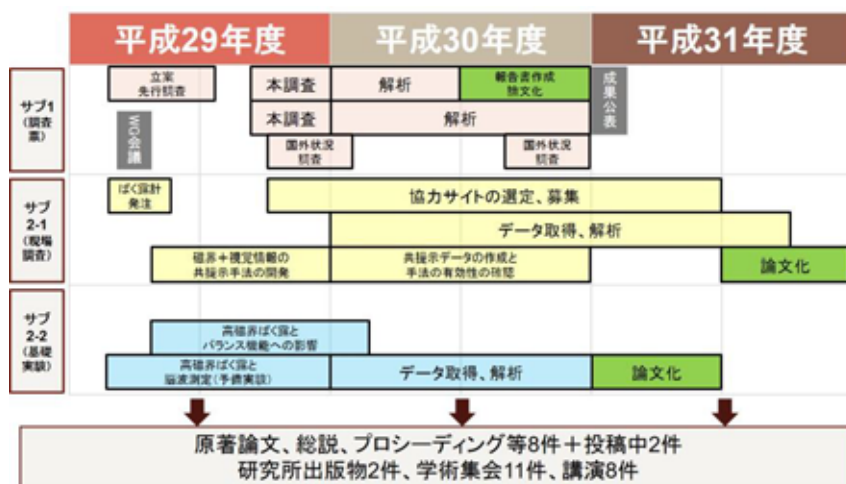 平成29年度
平成30年度
平成31年度
サブ1
(調査
票)
立案
先行調査
WG会議
本調査
解析
報告書作成
論文化
成果公表
本調査
解析
国外状況
調査
国外状況
調査
サブ
2-1
(現場
調査)
ばく露計
発注
協力サイトの選定、募集
データ取得、解析
磁界+視覚情報の
共提示手法の開発
共提示データの作成と
手法の有効性の確認
論文化
サブ
2-2
(基礎
実験)
高磁界ばく露と
バランス機能への影響
高磁界ばく露と
脳波測定(予備実験)
データ取得、解析
論文化
原著論文、総説、プロシーディング等8件+投稿中2件
研究所出版物2件、学術集会11件、講演8件